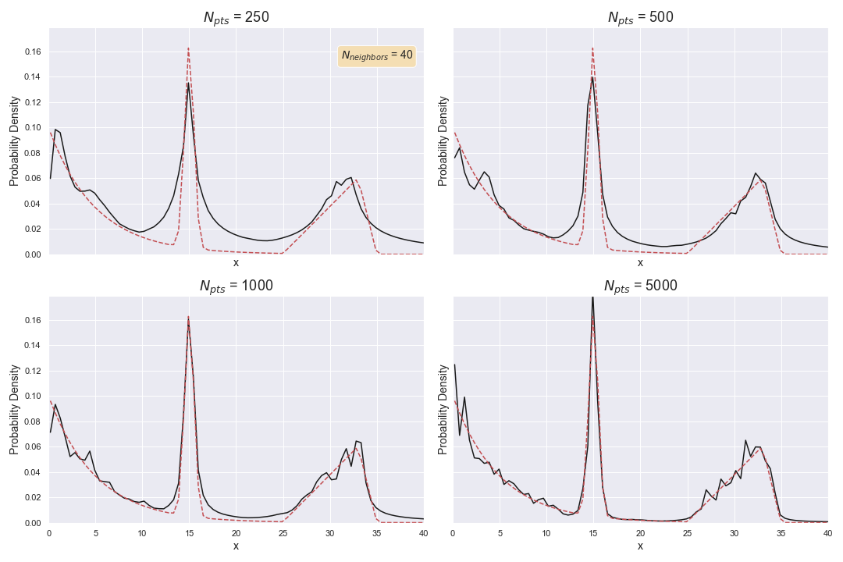 N_pts = 250
N_pts = 500
N_neighbors = 40
Probability Density
0.16
0.14
0.12
0.10
0.08
0.06
0.04
0.02
0.00
x
Probability Density
x
N_pts = 1000
N_pts = 5000
Probability Density
0.16
0.14
0.12
0.10
0.08
0.06
0.04
0.02
0.00
0 5 10 15 20 25 30 35 40
x
Probability Density
0 5 10 15 20 25 30 35 40
x